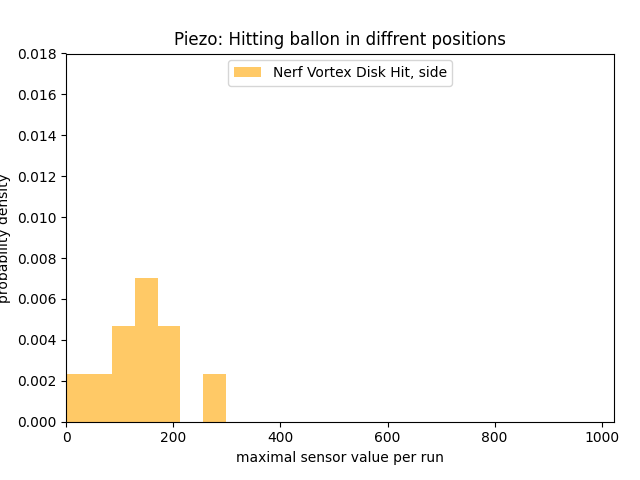 Piezo: Hitting ballon in diffrent positions
Nerf Vortex Disk Hit, side
0.018
0.016
0.014
0.012
0.010
0.008
0.006
0.004
0.002
0.000
probability density
0 200 400 600 800 1000
maximal sensor value per run